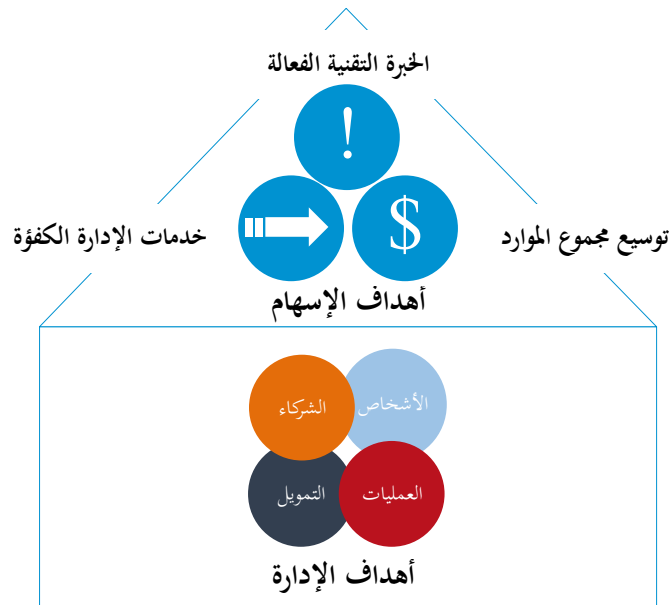 الخبرة التقنية الفعالة
!
$
توسيع مجموع الموارد
خدمات الإدارة الكفؤة
أهداف الإسهام
الأشخاص
الشركاء
العمليات
التمويل
أهداف الإدارة